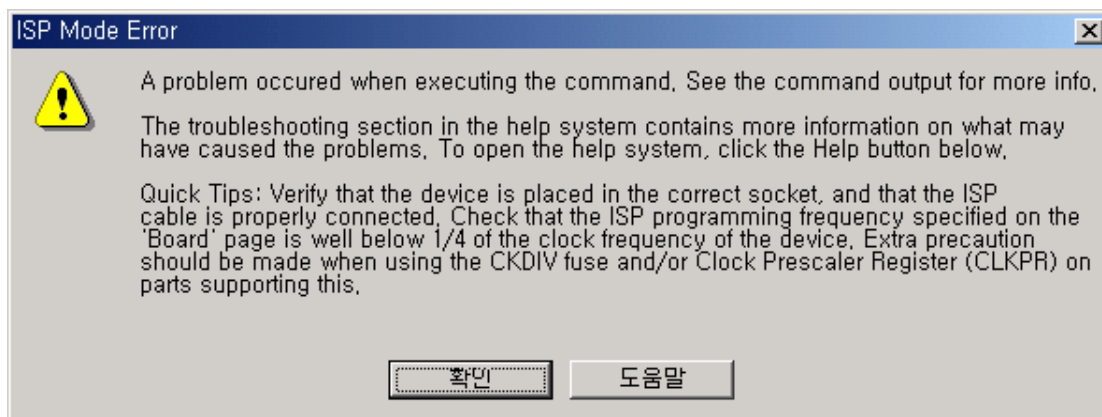 ISP Mode Error
A problem occured when executing the command, See the command output for more info,
The troubleshooting section in the help system contains more information on what may
have caused the problems, To open the help system, click the Help button below,
Quick Tips: Verify that the device is placed in the correct socket, and that the ISP
cable is properly connected, Check that the ISP programming frequency specified on the
'Board' page is well below 1/4 of the clock frequency of the device, Extra precaution
should be made when using the CKDIV fuse and/or Clock Prescaler Register (CLKPR) on
parts supporting this,
확인
도움말